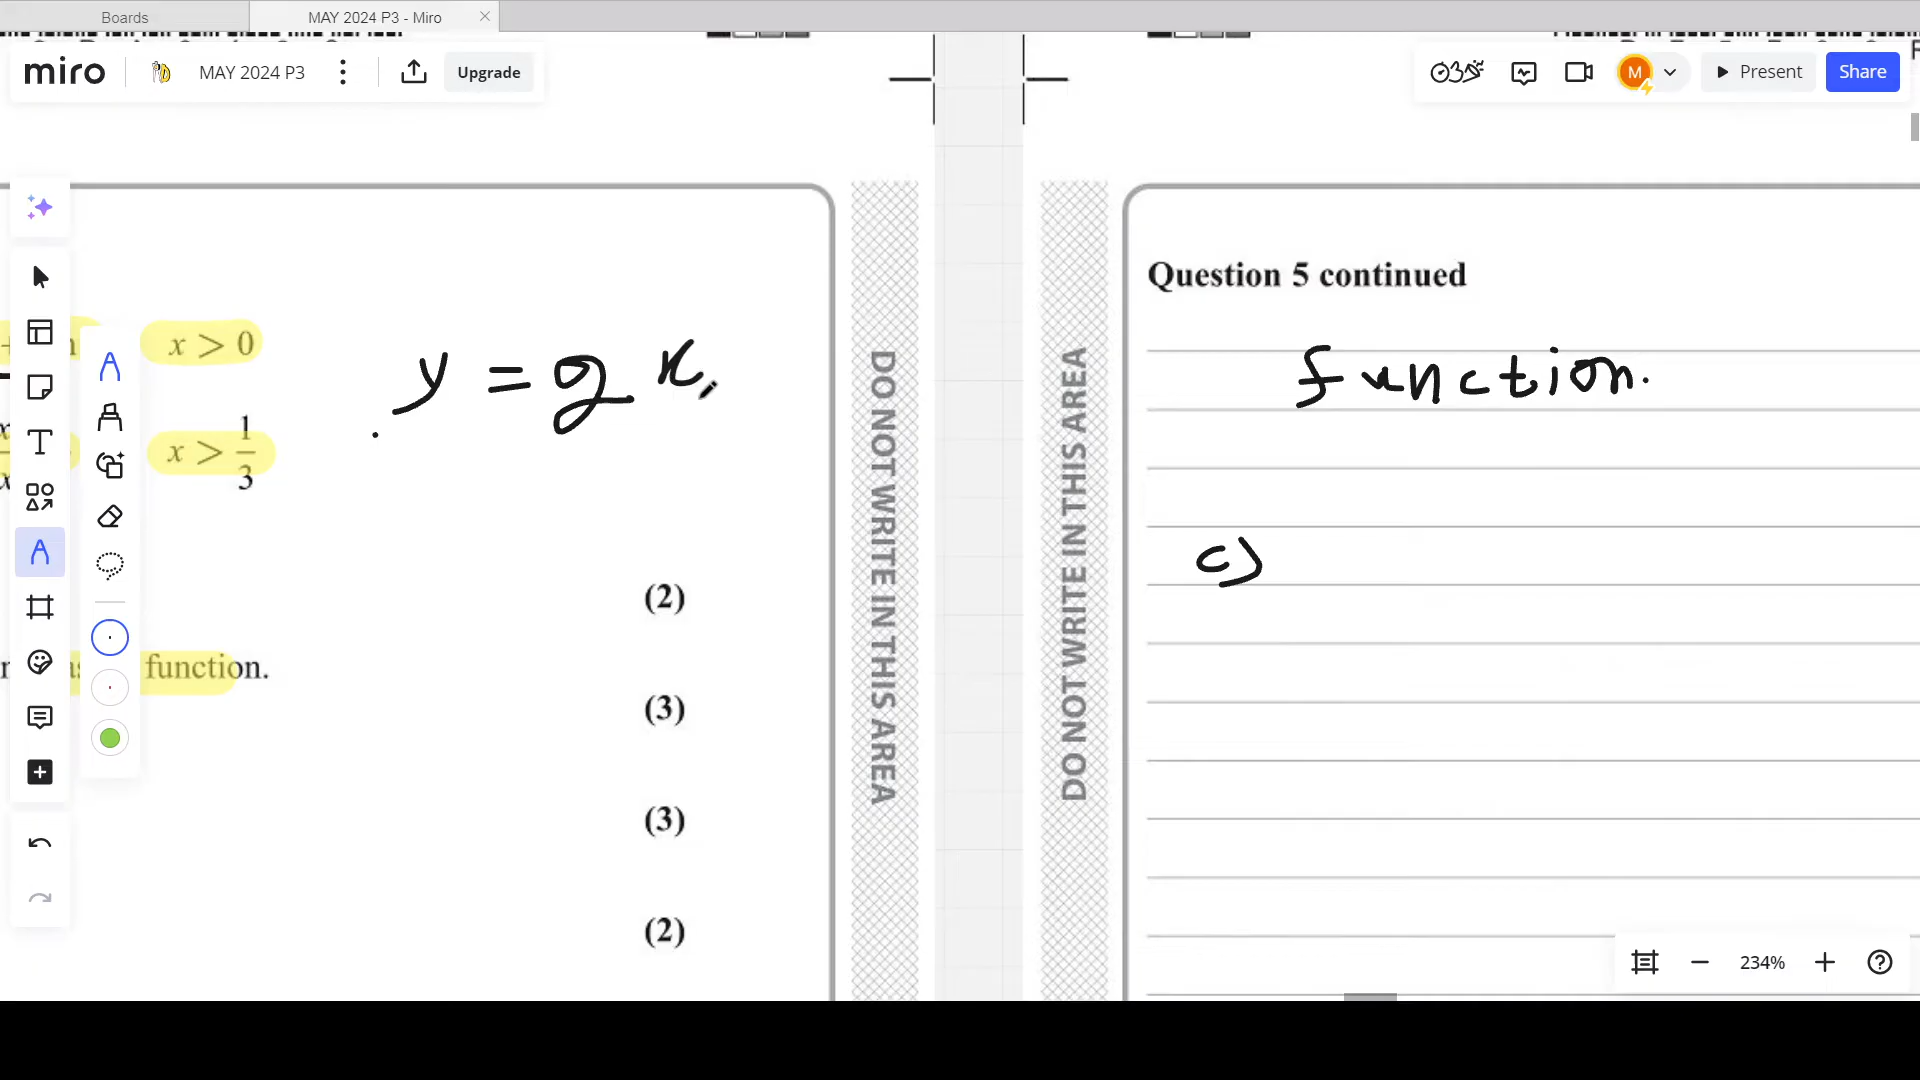 Boards
MAY 2024 P3 - Miro
miro
MAY 2024 P3
Upgrade
M
Present
Share
x > 0
x > 1/3
function.
(2)
(3)
(3)
(2)
y = g x
DO NOT WRITE IN THIS AREA
DO NOT WRITE IN THIS AREA
Question 5 continued
function.
c)
234%